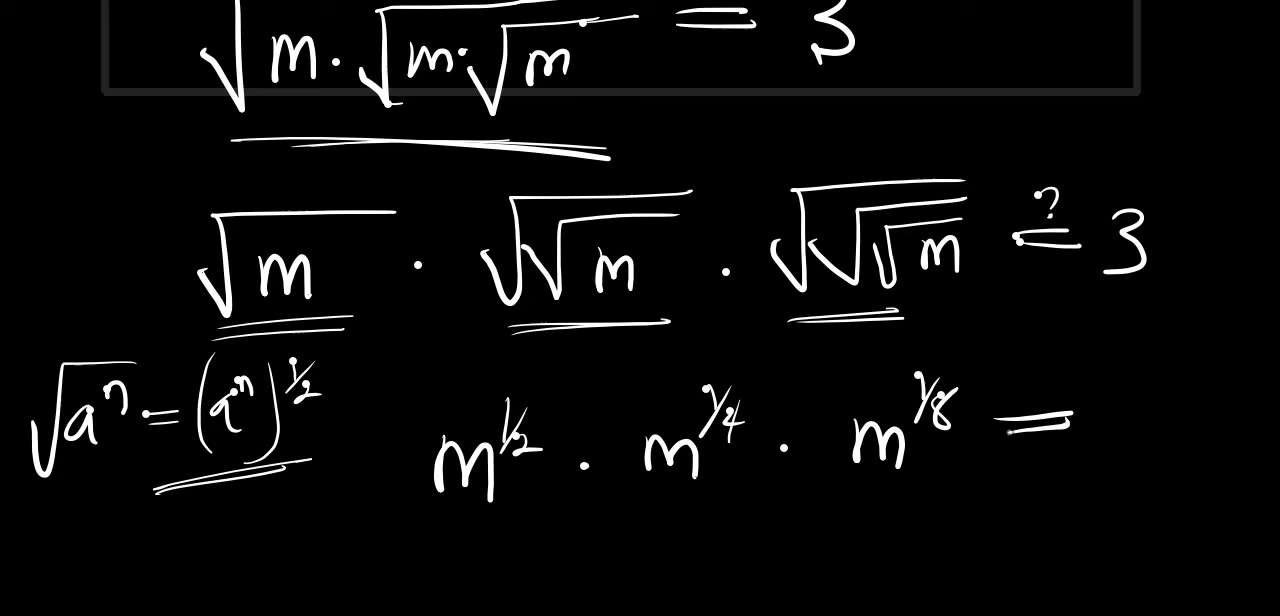 √(m·√(m·√m)) = 3
√m · √√m · √√√m ≟ 3
√aⁿ = (aⁿ)^1/2 m^1/2 · m^1/4 · m^1/8 =